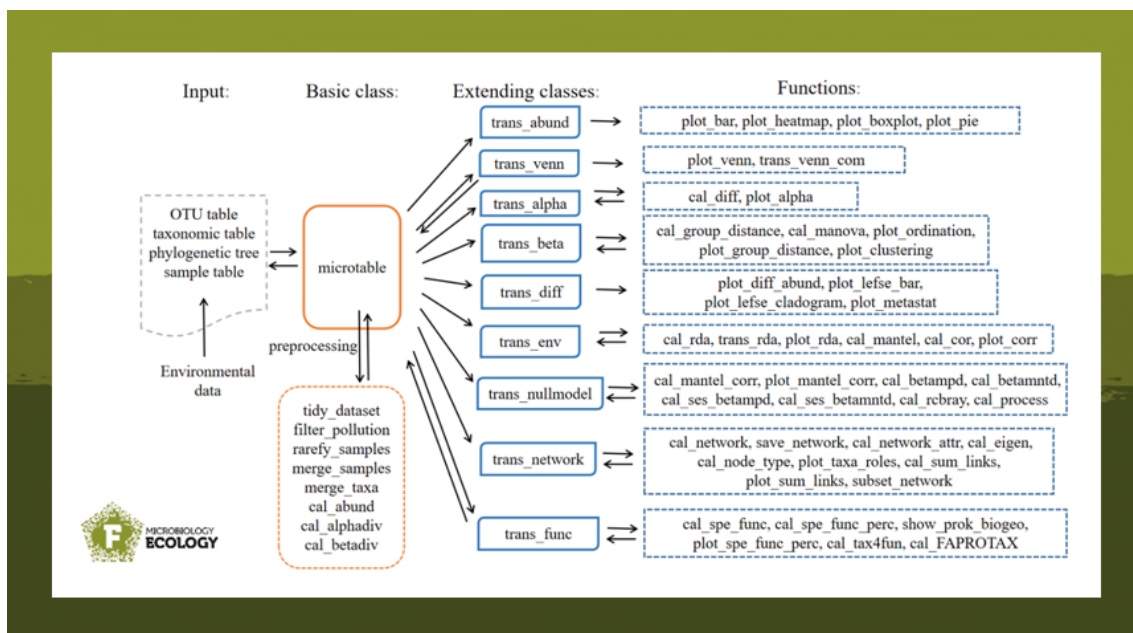 Input:
Basic class:
Extending classes:
Functions:
OTU table
taxonomic table
phylogenetic tree
sample table
Environmental
data
microtable
preprocessing
tidy_dataset
filter_pollution
rarefy_samples
merge_samples
merge_taxa
cal_abund
cal_alphadiv
cal_betadiv
trans_abund
plot_bar, plot_heatmap, plot_boxplot, plot_pie
trans_venn
plot_venn, trans_venn_com
trans_alpha
cal_diff, plot_alpha
trans_beta
cal_group_distance, cal_manova, plot_ordination,
plot_group_distance, plot_clustering
trans_diff
plot_diff_abund, plot_lefse_bar,
plot_lefse_cladogram, plot_metastat
trans_env
cal_rda, trans_rda, plot_rda, cal_mantel, cal_cor, plot_corr
trans_nullmodel
cal_mantel_corr, plot_mantel_corr, cal_betampd, cal_betamntd,
cal_ses_betampd, cal_ses_betamntd, cal_rcbray, cal_process
trans_network
cal_network, save_network, cal_network_attr, cal_eigen,
cal_node_type, plot_taxa_roles, cal_sum_links,
plot_sum_links, subset_network
trans_func
cal_spe_func, cal_spe_func_perc, show_prok_biogeo,
plot_spe_func_perc, cal_tax4fun, cal_FAPROTAX
F
MICROBIOLOGY
ECOLOGY